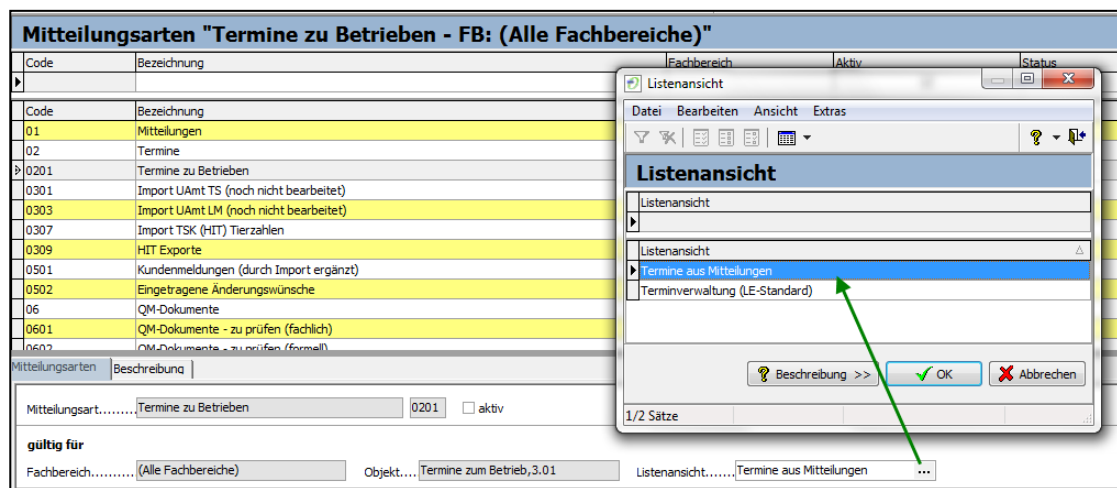 Mitteilungsarten "Termine zu Betrieben - FB: (Alle Fachbereiche)"
Code Bezeichnung Fachbereich Aktiv Status
Code Bezeichnung
01 Mitteilungen
02 Termine
0201 Termine zu Betrieben
0301 Import UAmt TS (noch nicht bearbeitet)
0303 Import UAmt LM (noch nicht bearbeitet)
0307 Import TSK (HIT) Tierzahlen
0309 HIT Exporte
0501 Kundenmeldungen (durch Import ergänzt)
0502 Eingetragene Änderungswünsche
06 QM-Dokumente
0601 QM-Dokumente - zu prüfen (fachlich)
0602 QM-Dokumente - zu prüfen (formell)
Listenansicht
Datei Bearbeiten Ansicht Extras
Listenansicht
Listenansicht
Listenansicht
Termine aus Mitteilungen
Terminverwaltung (LE-Standard)
? Beschreibung >> OK Abbrechen
1/2 Sätze
Mitteilungsarten Beschreibung
Mitteilungsart........ Termine zu Betrieben 0201 aktiv
gültig für
Fachbereich.......... (Alle Fachbereiche) Objekt.... Termine zum Betrieb,3.01 Listenansicht....... Termine aus Mitteilungen ...